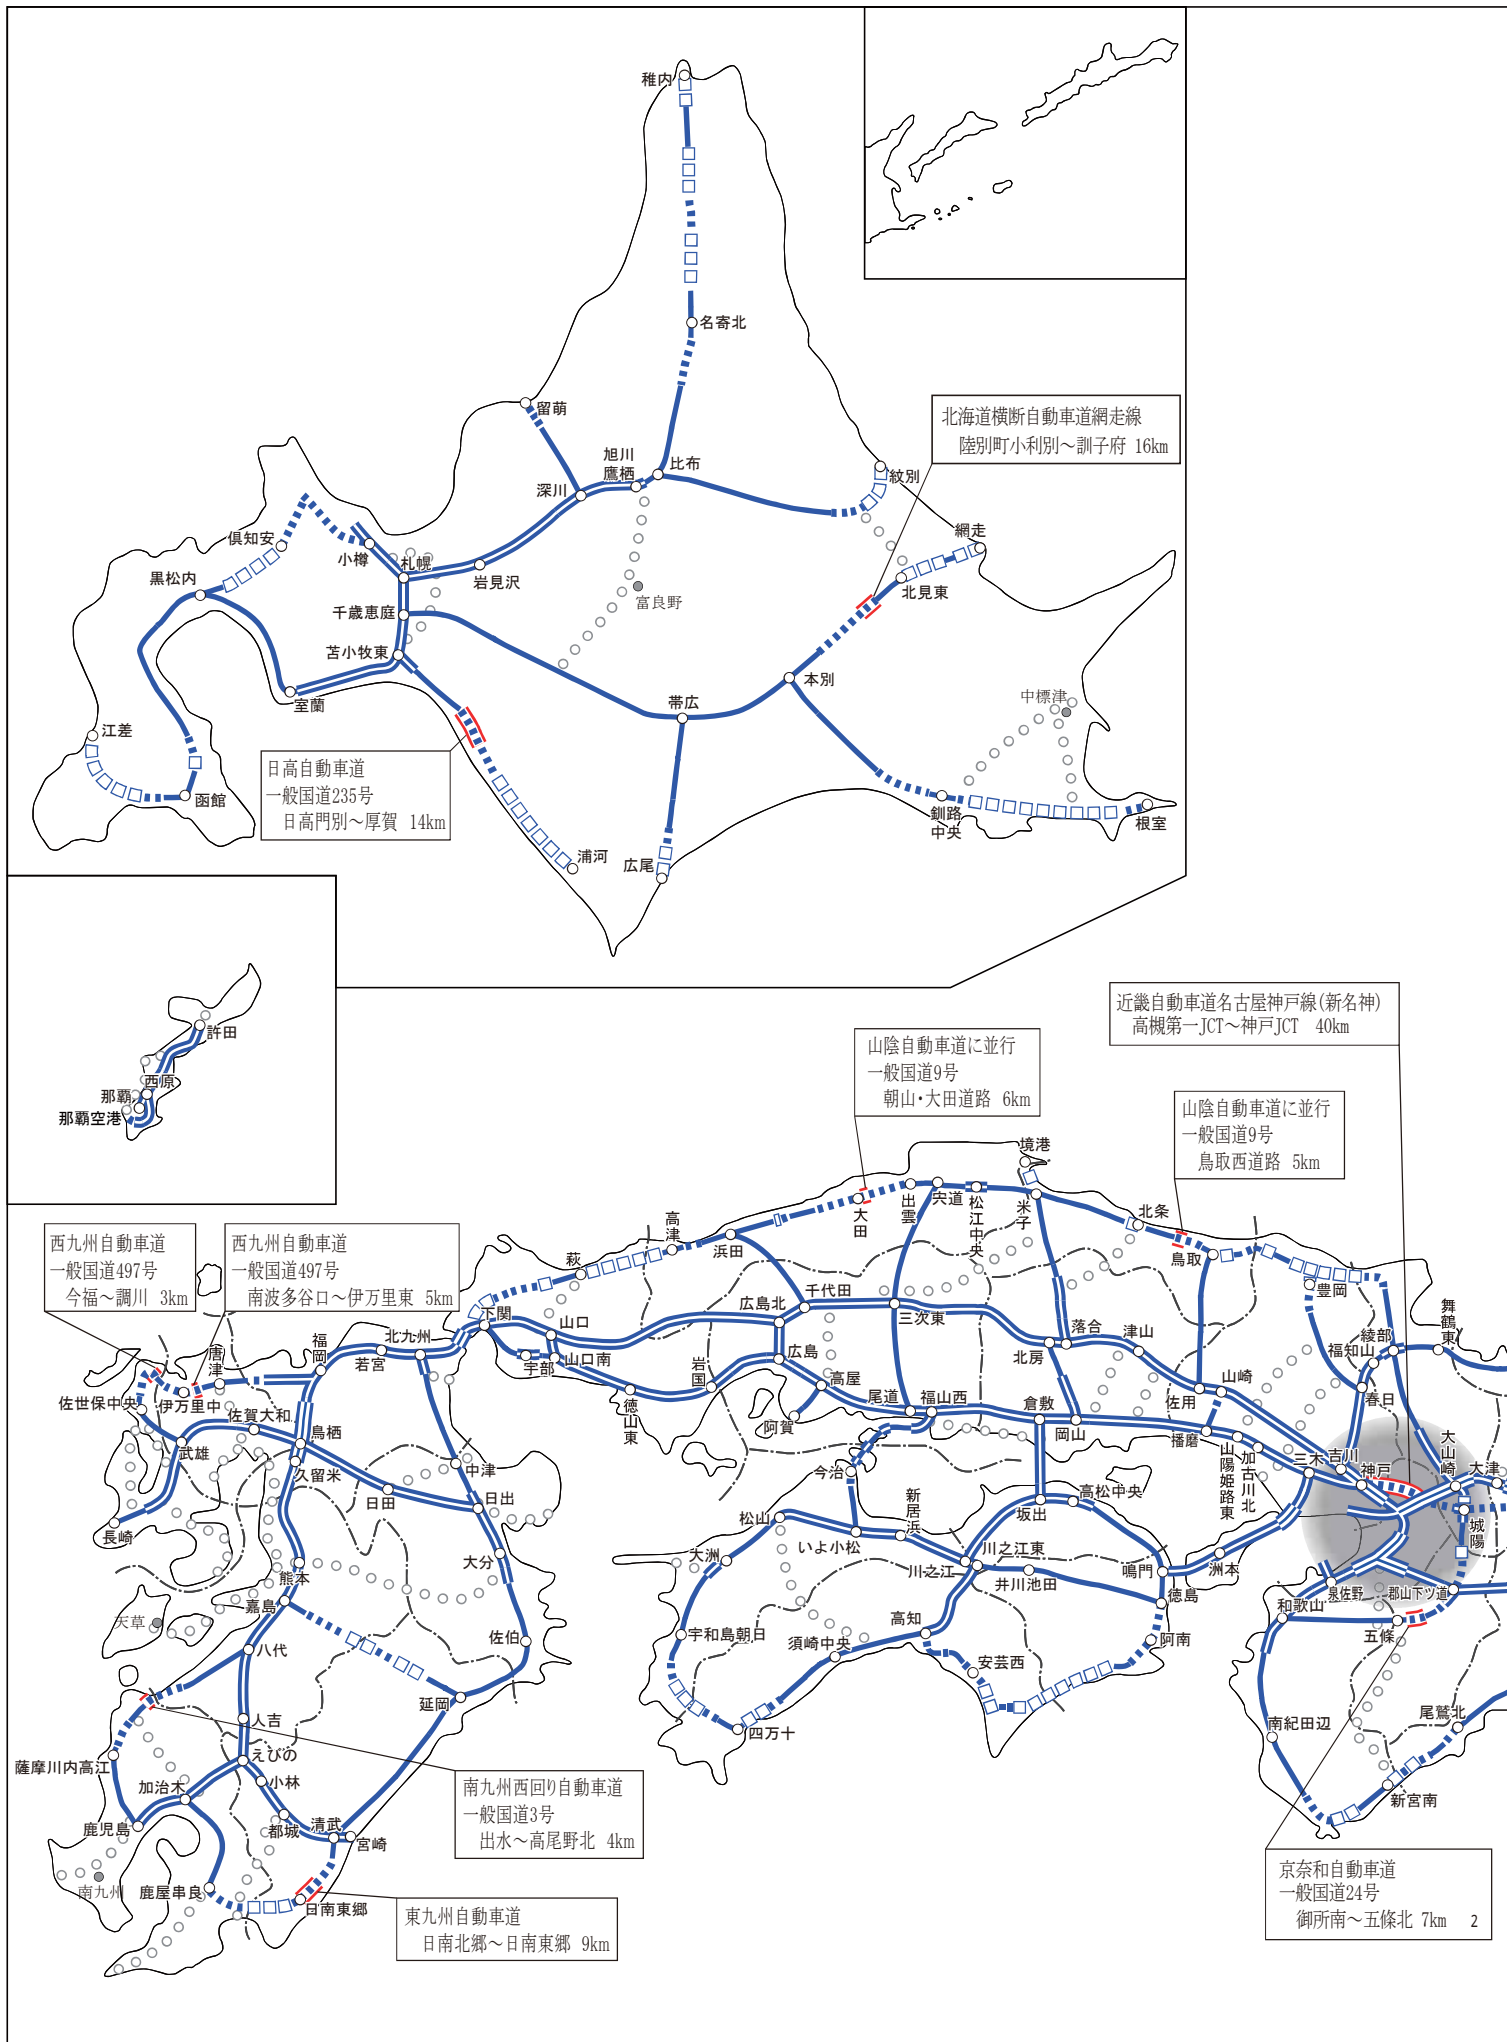 稚内
名寄北
留萌
旭川
鷹栖
比布
深川
紋別
北海道横断自動車道網走線
陸別町小利別～訓子府 16km
網走
北見東
倶知安
小樽
札幌
岩見沢
黒松内
千歳恵庭
富良野
苫小牧東
室蘭
本別
帯広
中標津
江差
函館
日高自動車道
一般国道235号
日高門別～厚賀 14km
浦河
広尾
釧路
中央
根室
許田
西原
那覇
那覇空港
近畿自動車道名古屋神戸線(新名神)
高槻第一JCT～神戸JCT 40km
山陰自動車道に並行
一般国道9号
朝山・大田道路 6km
山陰自動車道に並行
一般国道9号
鳥取西道路 5km
西九州自動車道
一般国道497号
今福～調川 3km
西九州自動車道
一般国道497号
南波多谷口～伊万里東 5km
境港
出雲
宍道
松江中央
米子
大田
北条
鳥取
高津
浜田
萩
豊岡
舞鶴東
綾部
福知山
春日
下関
山口
宇部
山口南
徳山東
岩国
広島北
広島
千代田
三次東
高屋
阿賀
尾道
福山西
北房
落合
津山
倉敷
岡山
佐用
山崎
播磨
山陽姫路東
加古川北
三木
吉川
神戸
大山崎
大津
城陽
北九州
若宮
福岡
唐津
伊万里中
佐世保中央
佐賀大和
鳥栖
武雄
久留米
長崎
日田
中津
日出
大分
熊本
嘉島
天草
八代
佐伯
延岡
人吉
えびの
小林
薩摩川内高江
加治木
鹿児島
都城
清武
宮崎
南九州
鹿屋串良
日南東郷
今治
松山
大洲
いよ小松
新居浜
川之江
川之江東
坂出
高松中央
井川池田
鳴門
徳島
洲本
宇和島朝日
須崎中央
高知
安芸西
阿南
四万十
泉佐野
郡山下ツ道
和歌山
五條
南紀田辺
尾鷲北
新宮南
南九州西回り自動車道
一般国道3号
出水～高尾野北 4km
東九州自動車道
日南北郷～日南東郷 9km
京奈和自動車道
一般国道24号
御所南～五條北 7km
2